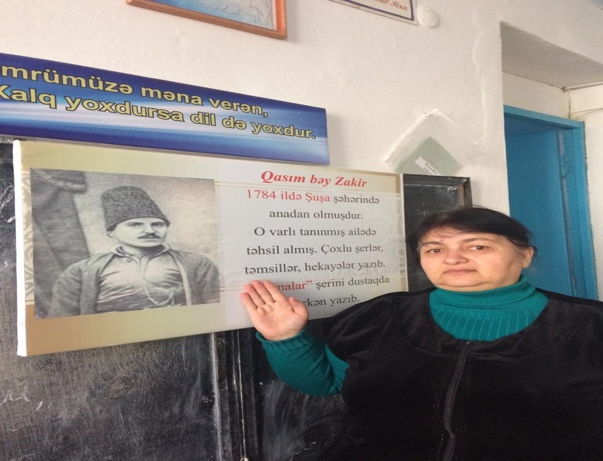 mrümüzə məna verən,
Xalq yoxdursa dil də yoxdur.
Qasım bəy Zakir
1784 ildə Şuşa şəhərində
anadan olmuşdur.
O varlı tanınmış ailədə
təhsil almış. Çoxlu şerlər,
təmsillər, hekayələr yazıb.
malar" şerini dustaqda
rkən yazıb.